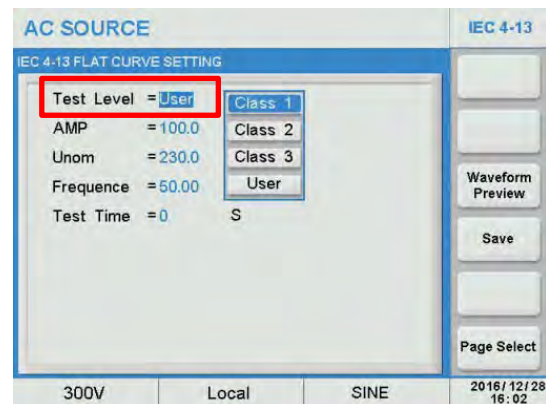 AC SOURCE
IEC 4-13
IEC 4-13 FLAT CURVE SETTING
Test Level =User
Class 1
AMP =100.0
Class 2
Unom =230.0
Class 3
Frequence =50.00
User
Test Time =0 S
Waveform
Preview
Save
Page Select
300V Local SINE
2016/12/28
16:02